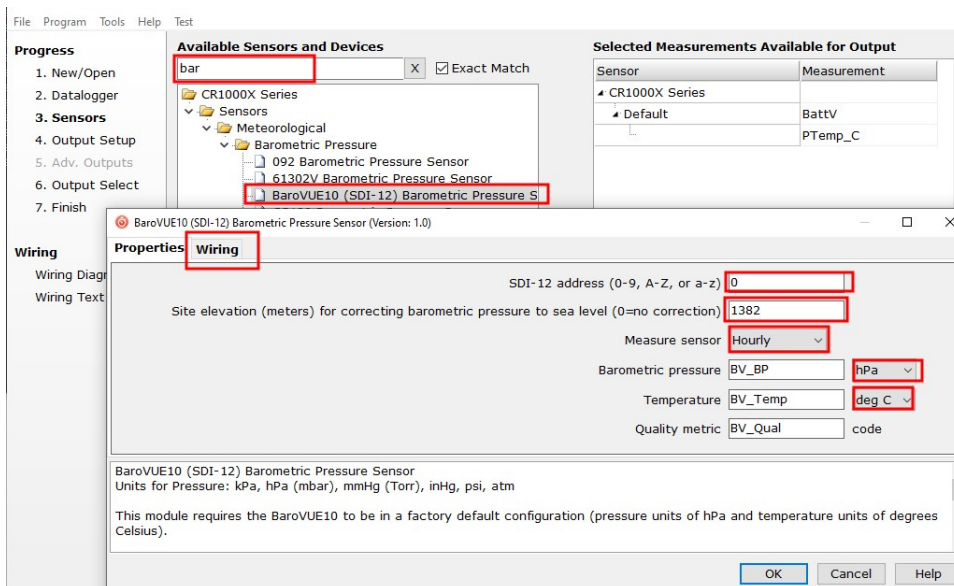 File Program Tools Help Test
Progress
1. New/Open
2. Datalogger
3. Sensors
4. Output Setup
5. Adv. Outputs
6. Output Select
7. Finish
Wiring
Wiring Diagr
Wiring Text
Available Sensors and Devices
bar X Exact Match
CR1000X Series
Sensors
Meteorological
Barometric Pressure
092 Barometric Pressure Sensor
61302V Barometric Pressure Sensor
BaroVUE10 (SDI-12) Barometric Pressure S
Selected Measurements Available for Output
Sensor Measurement
CR1000X Series
Default BattV
PTemp_C
BaroVUE10 (SDI-12) Barometric Pressure Sensor (Version: 1.0)
Properties Wiring
SDI-12 address (0-9, A-Z, or a-z) 0
Site elevation (meters) for correcting barometric pressure to sea level (0=no correction) 1382
Measure sensor Hourly
Barometric pressure BV_BP hPa
Temperature BV_Temp deg C
Quality metric BV_Qual code
BaroVUE10 (SDI-12) Barometric Pressure Sensor
Units for Pressure: kPa, hPa (mbar), mmHg (Torr), inHg, psi, atm
This module requires the BaroVUE10 to be in a factory default configuration (pressure units of hPa and temperature units of degrees
Celsius).
OK Cancel Help